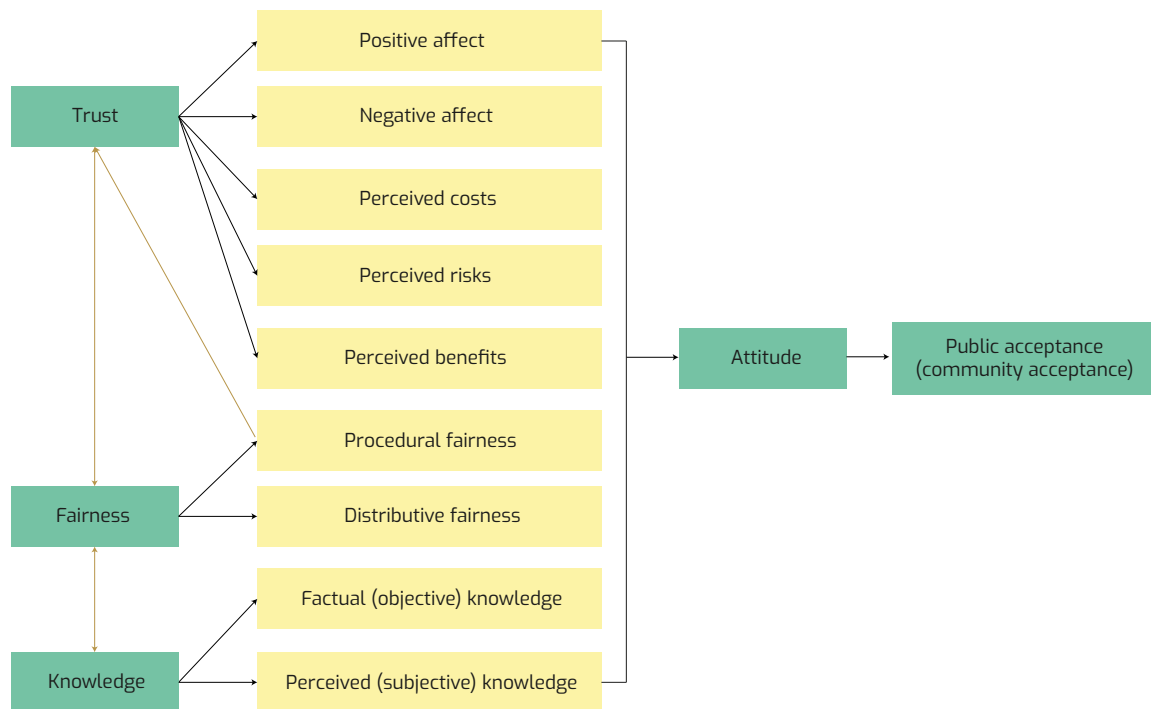 Positive affect
Trust
Negative affect
Perceived costs
Perceived risks
Perceived benefits
Attitude
Public acceptance
(community acceptance)
Procedural fairness
Fairness
Distributive fairness
Factual (objective) knowledge
Knowledge
Perceived (subjective) knowledge